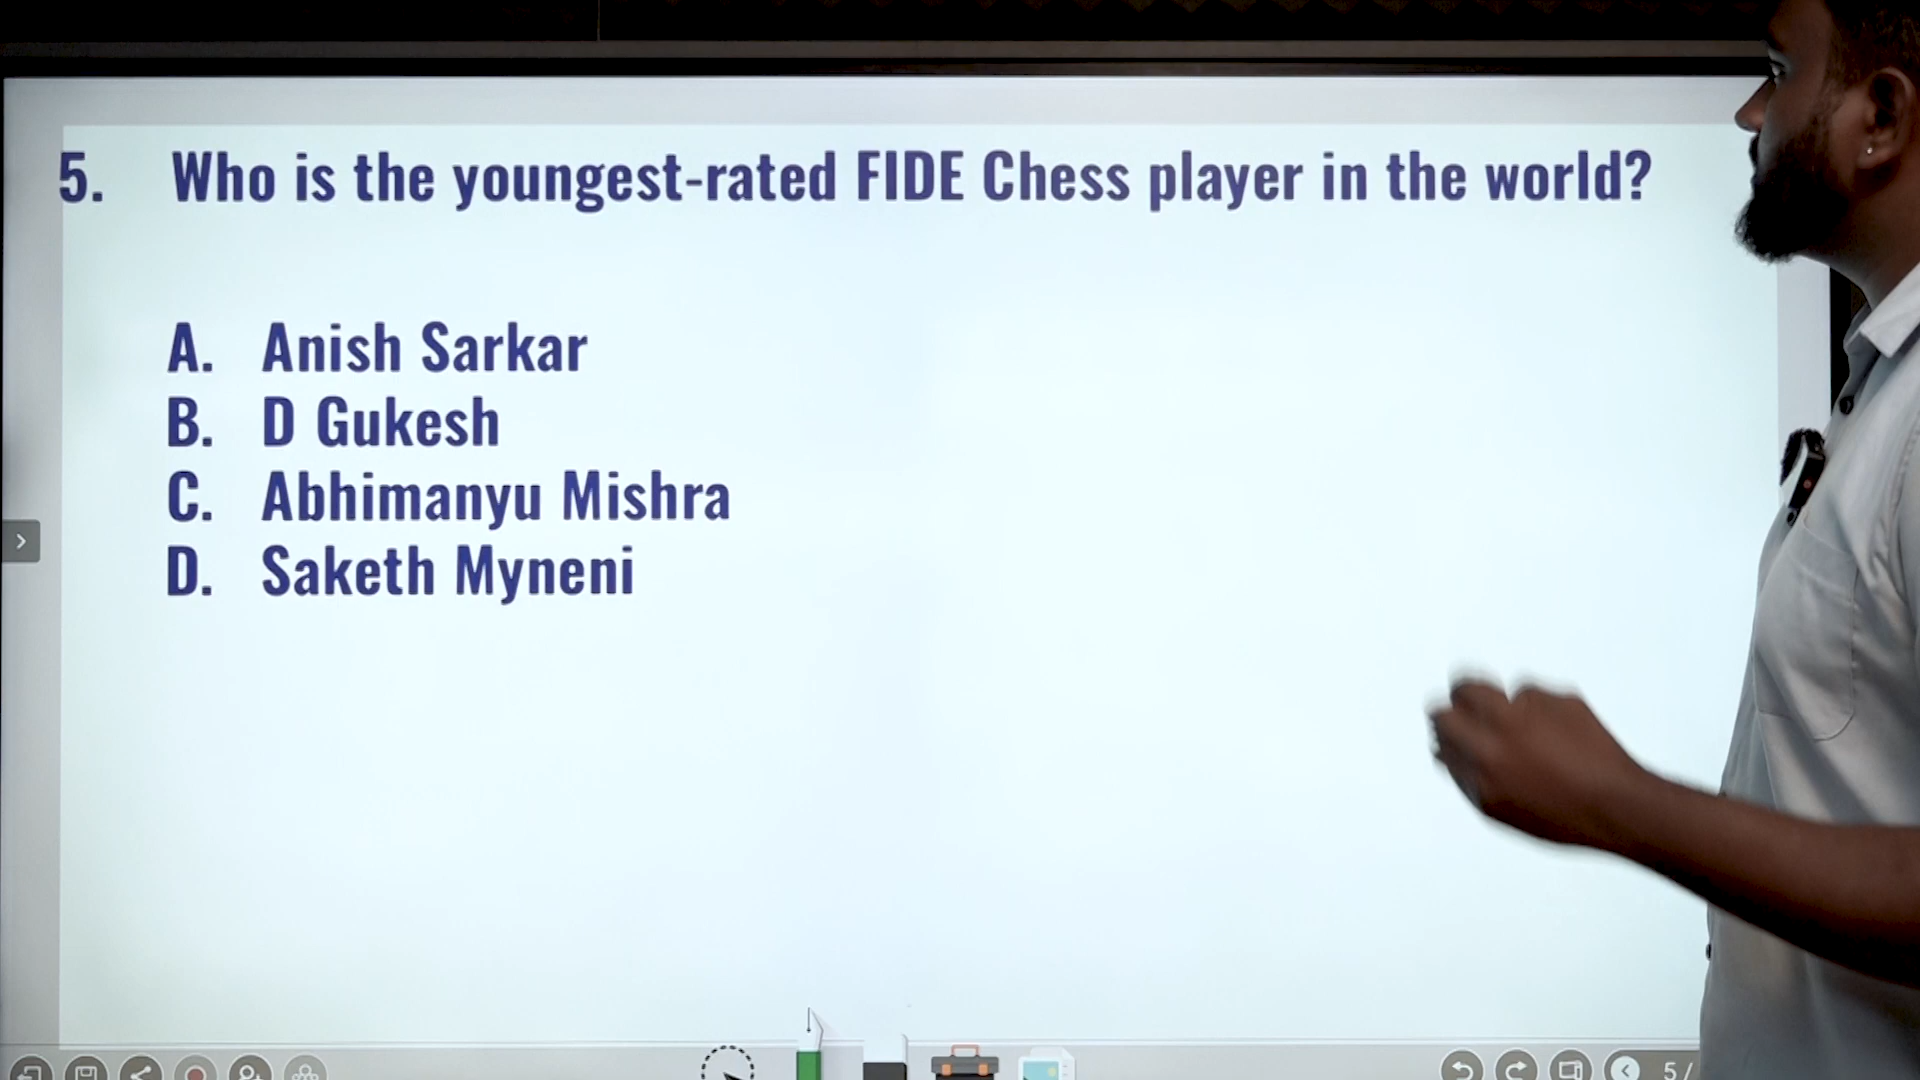 5. Who is the youngest-rated FIDE Chess player in the world?
A. Anish Sarkar
B. D Gukesh
C. Abhimanyu Mishra
D. Saketh Myneni
5 /